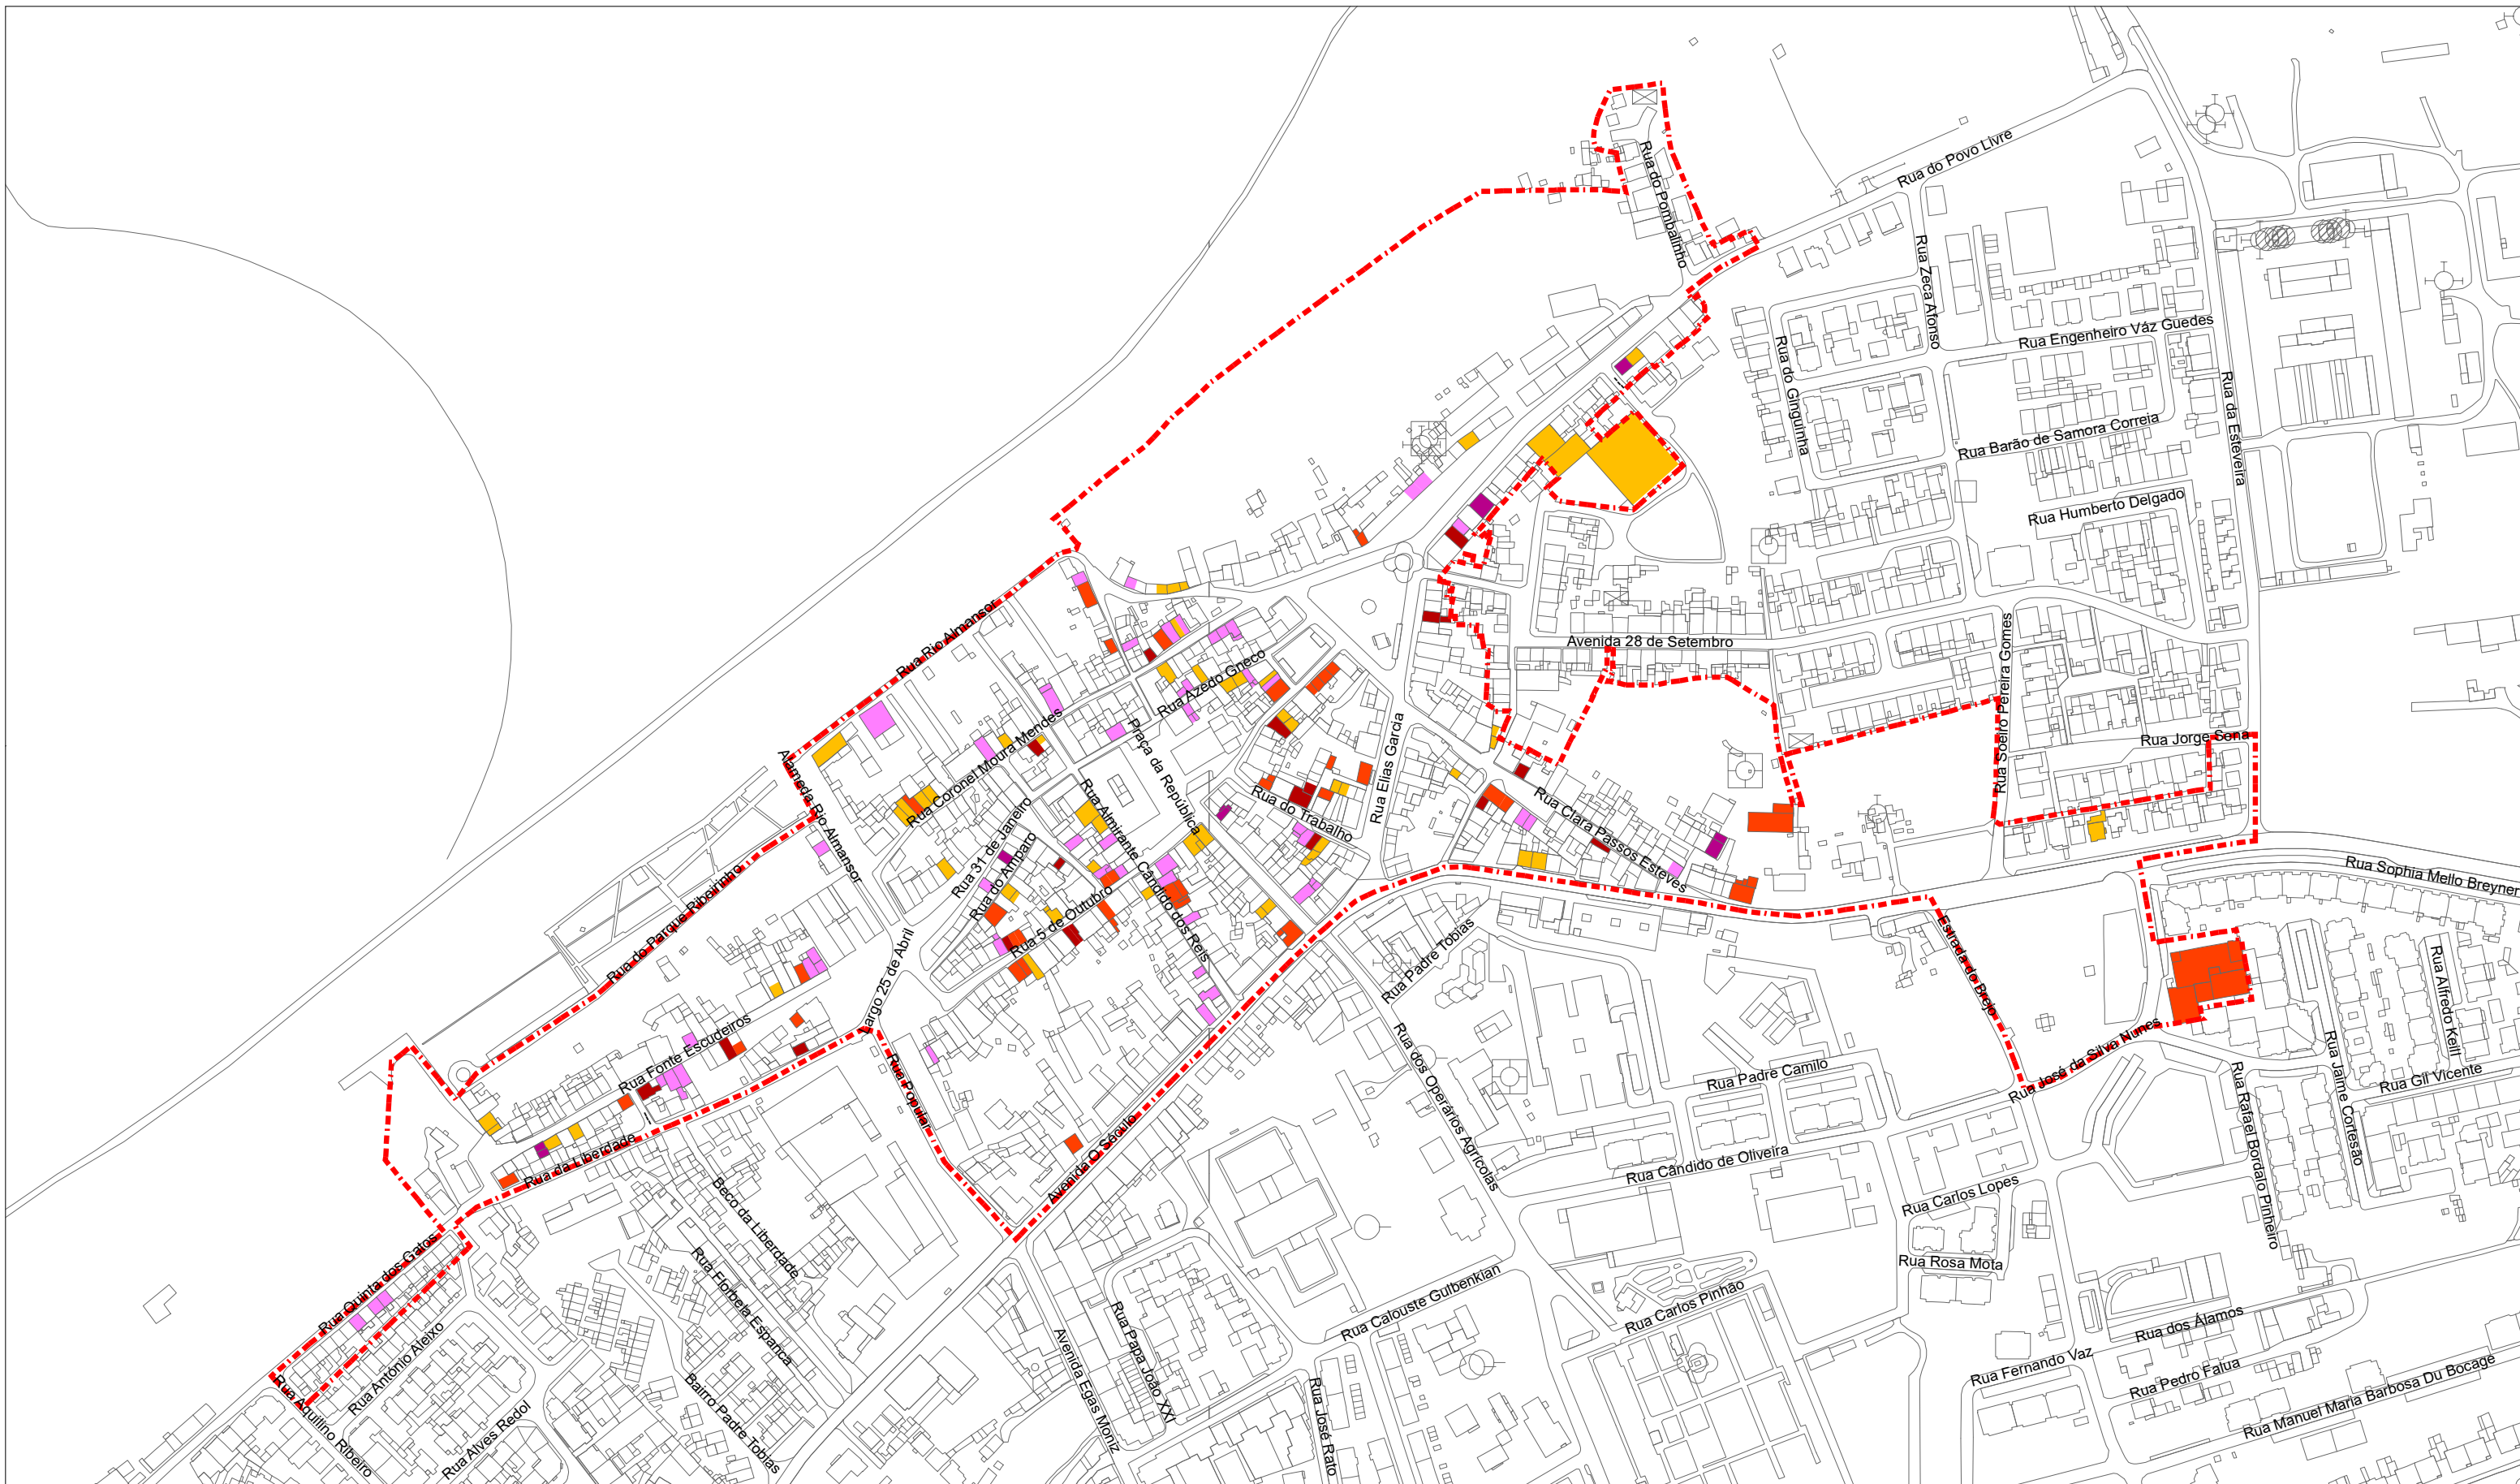 Rua do Povo Livre
Rua do Pombalinho
Rua Zeca Afonso
Rua Engenheiro Váz Guedes
Rua do Ginguinha
Rua da Esteveira
Rua Barão de Samora Correia
Rua Humberto Delgado
Rua Rio Almansor
Avenida 28 de Setembro
Rua Soeiro Pereira Gomes
Rua Azedo Gneco
Rua Coronel Moura Mendes
Praça da República
Rua Elias Garcia
Rua Jorge Sena
Alameda Rio Almansor
Rua Almirante Cândido dos Reis
Rua do Trabalho
Rua Clara Passos Esteves
Rua 31 de Janeiro
Rua do Amparo
Rua Sophia Mello Breyner
Rua do Parque Ribeirinho
Rua 5 de Outubro
Rua Padre Tobias
Estrada do Brejo
Rua Alfredo Keill
Largo 25 de Abril
Rua Fonte Escudeiros
Rua dos Operários Agrícolas
Rua José da Silva Nunes
Rua Popular
Rua Padre Camilo
Rua Gil Vicente
Rua Jaime Cortesão
Rua Rafael Bordalo Pinheiro
Rua da Liberdade
Avenida O Século
Rua Cândido de Oliveira
Rua Carlos Lopes
Beco da Liberdade
Rua Quinta dos Gatos
Rua Florbela Espanca
Rua Rosa Mota
Rua Calouste Gulbenkian
Rua Carlos Pinhão
Rua António Aleixo
Rua Papa João XXI
Avenida Egas Moniz
Rua dos Álamos
Rua Fernando Vaz
Rua Pedro Falua
Rua Aquilino Ribeiro
Rua Alves Redol
Bairro Padre Tobias
Rua José Rato
Rua Manuel Maria Barbosa Du Bocage